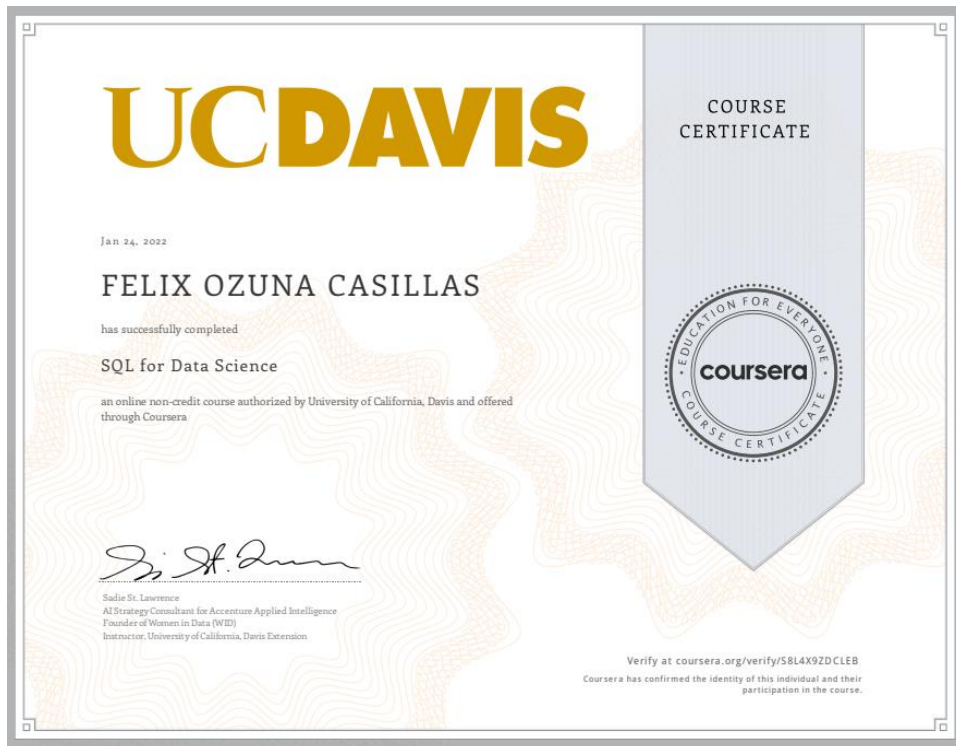 UCDAVIS
COURSE
CERTIFICATE
Jan 24, 2022
FELIX OZUNA CASILLAS
has successfully completed
SQL for Data Science
an online non-credit course authorized by University of California, Davis and offered
through Coursera
EDUCATION FOR EVERYONE
coursera
COURSE CERTIFICATE
Sadie St. Lawrence
AI Strategy Consultant for Accenture Applied Intelligence
Founder of Women in Data (WID)
Instructor, University of California, Davis Extension
Verify at coursera.org/verify/S8L4X9ZDCLEB
Coursera has confirmed the identity of this individual and their
participation in the course.